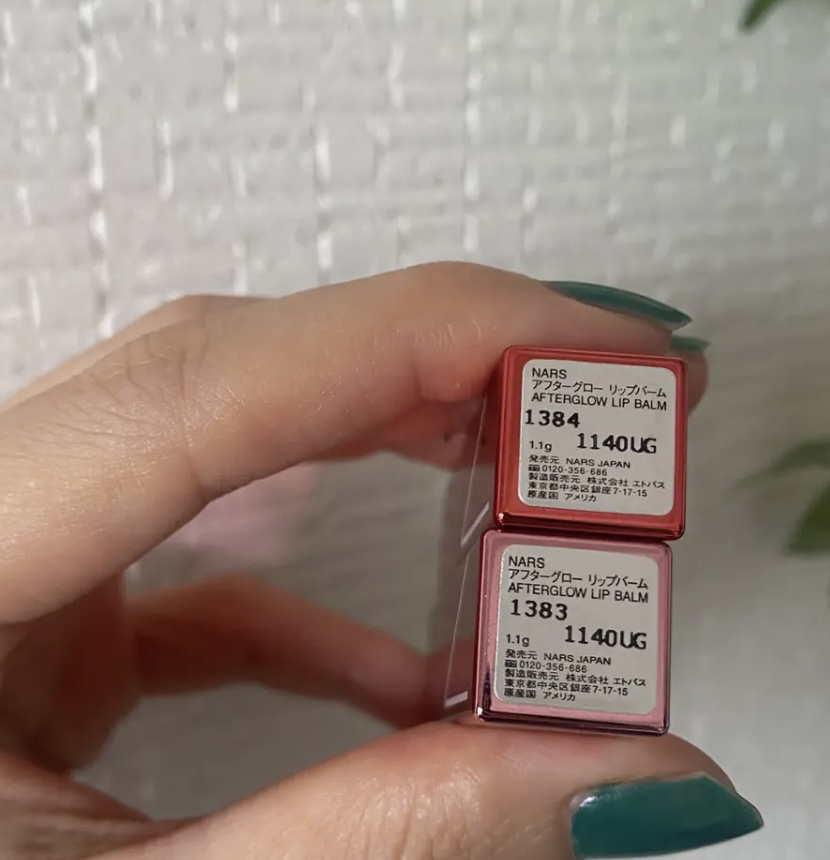 NARS
アフターグロー リップバーム
AFTERGLOW LIP BALM
1384
1.1g 1140UG
発売元 NARS JAPAN
0120-356-686
製造販売元 株式会社 エトバス
東京都中央区銀座7-17-15
原産国 アメリカ
NARS
アフターグロー リップバーム
AFTERGLOW LIP BALM
1383
1.1g 1140UG
発売元 NARS JAPAN
0120-356-686
製造販売元 株式会社 エトバス
東京都中央区銀座7-17-15
原産国 アメリカ